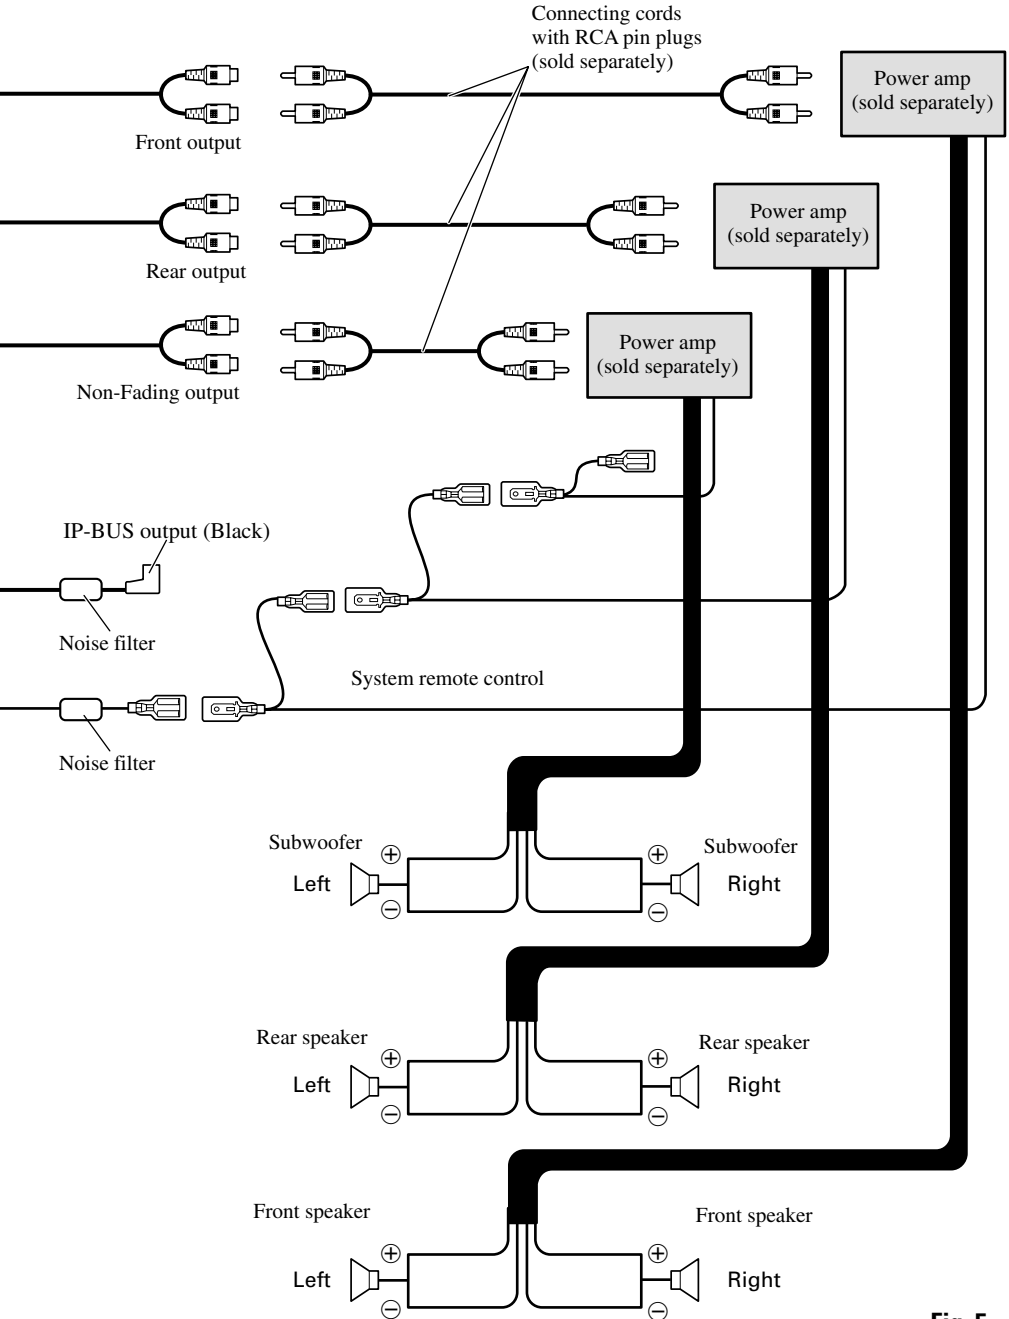 Connecting cords
with RCA pin plugs
(sold separately)
Power amp
(sold separately)
Front output
Power amp
(sold separately)
Rear output
Power amp
(sold separately)
Non-Fading output
IP-BUS output (Black)
Noise filter
System remote control
Noise filter
Subwoofer
Left
⊕
⊖
Subwoofer
Right
⊕
⊖
Rear speaker
Left
⊕
⊖
Rear speaker
Right
⊕
⊖
Front speaker
Left
⊕
⊖
Front speaker
Right
⊕
⊖